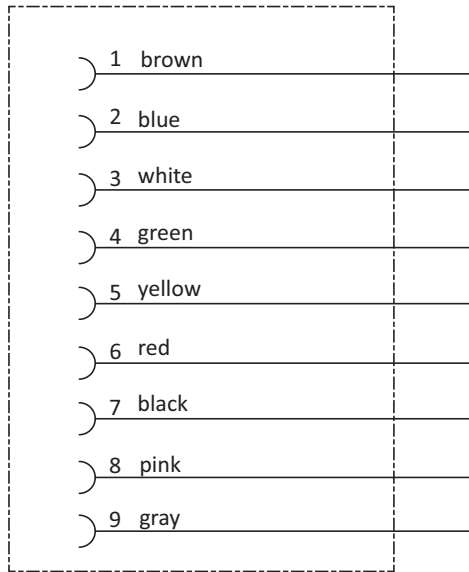 1 brown
2 blue
3 white
4 green
5 yellow
6 red
7 black
8 pink
9 gray